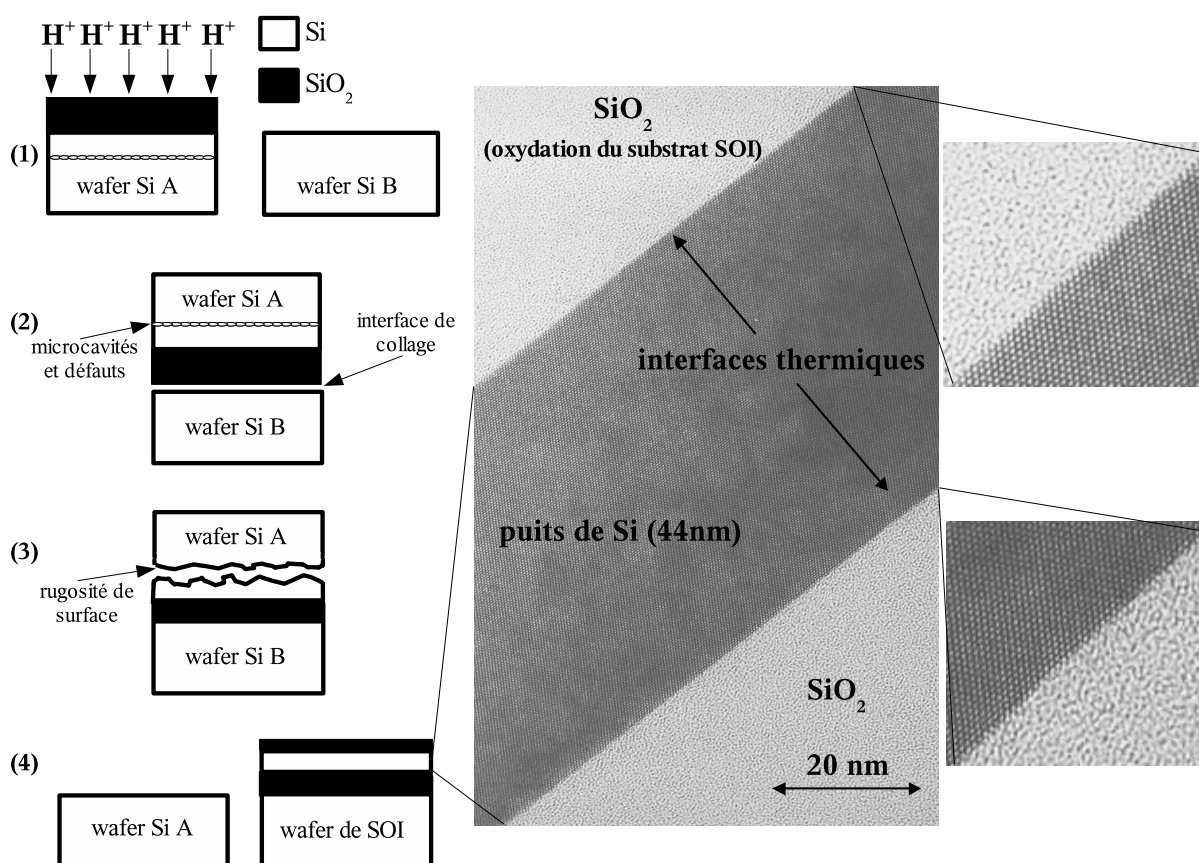 H+ H+ H+ H+ H+
Si
SiO2
(1)
wafer Si A
wafer Si B
(2)
wafer Si A
microcavités
et défauts
interface de
collage
wafer Si B
(3)
wafer Si A
rugosité de
surface
wafer Si B
(4)
wafer Si A
wafer de SOI
SiO2
(oxydation du substrat SOI)
interfaces thermiques
puits de Si (44nm)
SiO2
20 nm